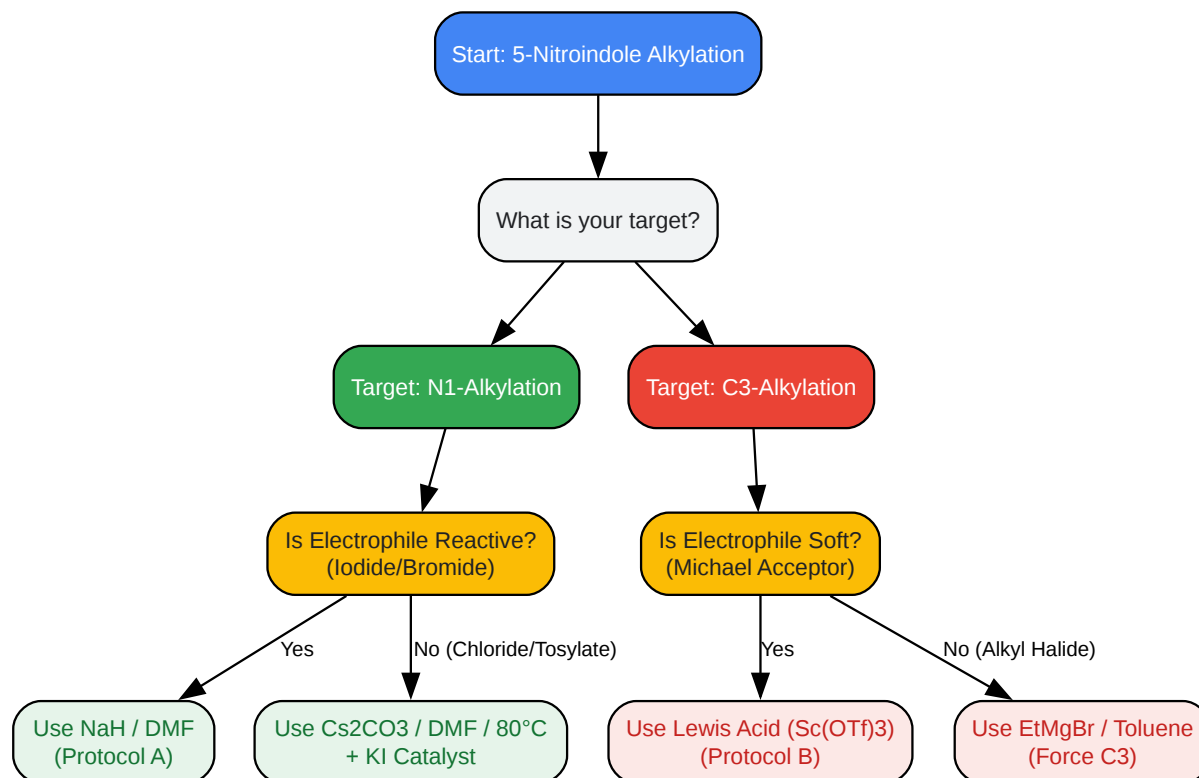 Start: 5-Nitroindole Alkylation
What is your target?
Target: N1-Alkylation
Target: C3-Alkylation
Is Electrophile Reactive?
(Iodide/Bromide)
Is Electrophile Soft?
(Michael Acceptor)
Yes
No (Chloride/Tosylate)
Yes
No (Alkyl Halide)
Use NaH / DMF
(Protocol A)
Use Cs2CO3 / DMF / 80°C
+ KI Catalyst
Use Lewis Acid (Sc(OTf)3)
(Protocol B)
Use EtMgBr / Toluene
(Force C3)